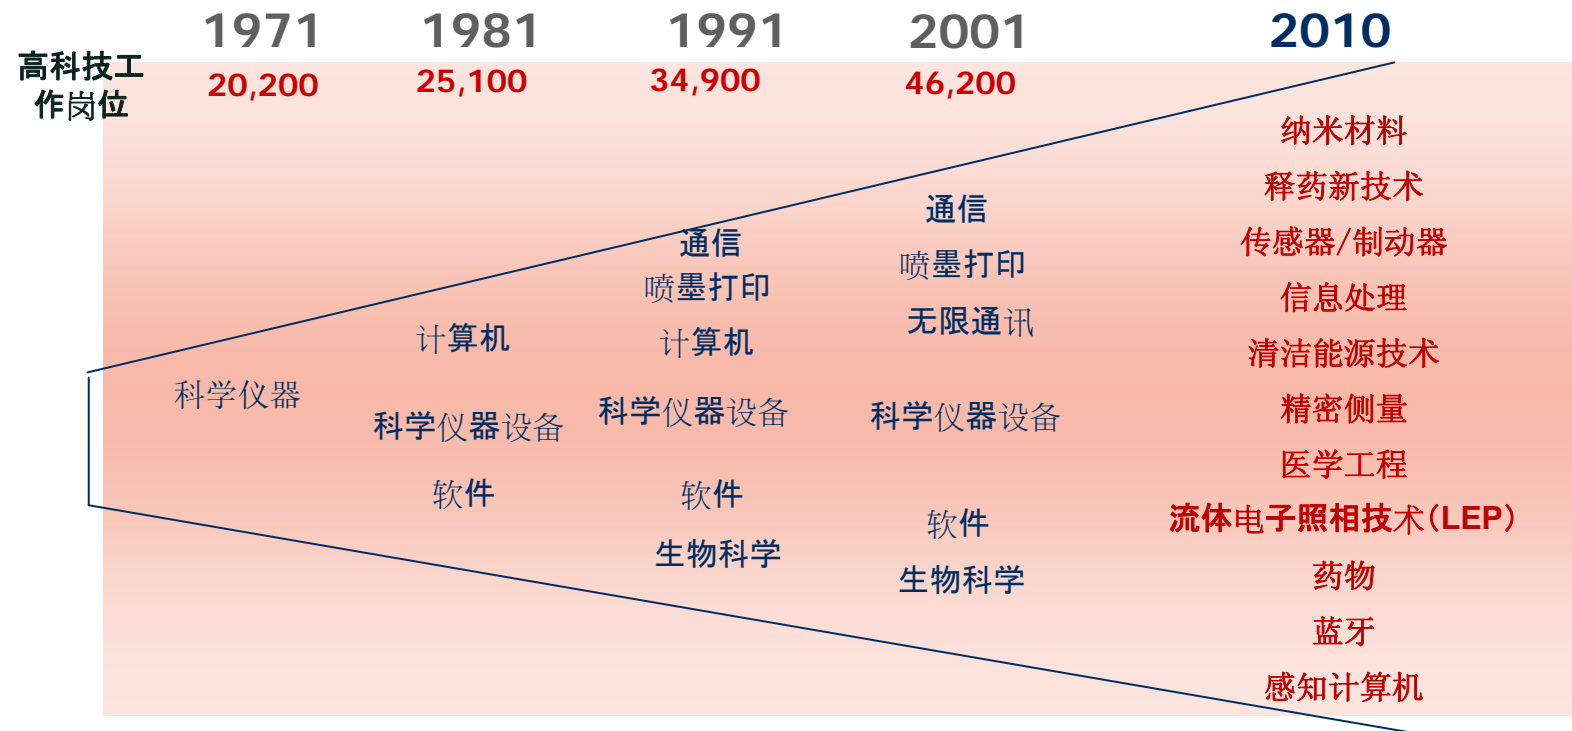 1971
1981
1991
2001
2010
高科技工
作岗位
20,200
25,100
34,900
46,200
科学仪器
计算机
科学仪器设备
软件
通信
喷墨打印
计算机
科学仪器设备
软件
生物科学
通信
喷墨打印
无限通讯
科学仪器设备
软件
生物科学
纳米材料
释药新技术
传感器/制动器
信息处理
清洁能源技术
精密侧量
医学工程
流体电子照相技术（LEP）
药物
蓝牙
感知计算机